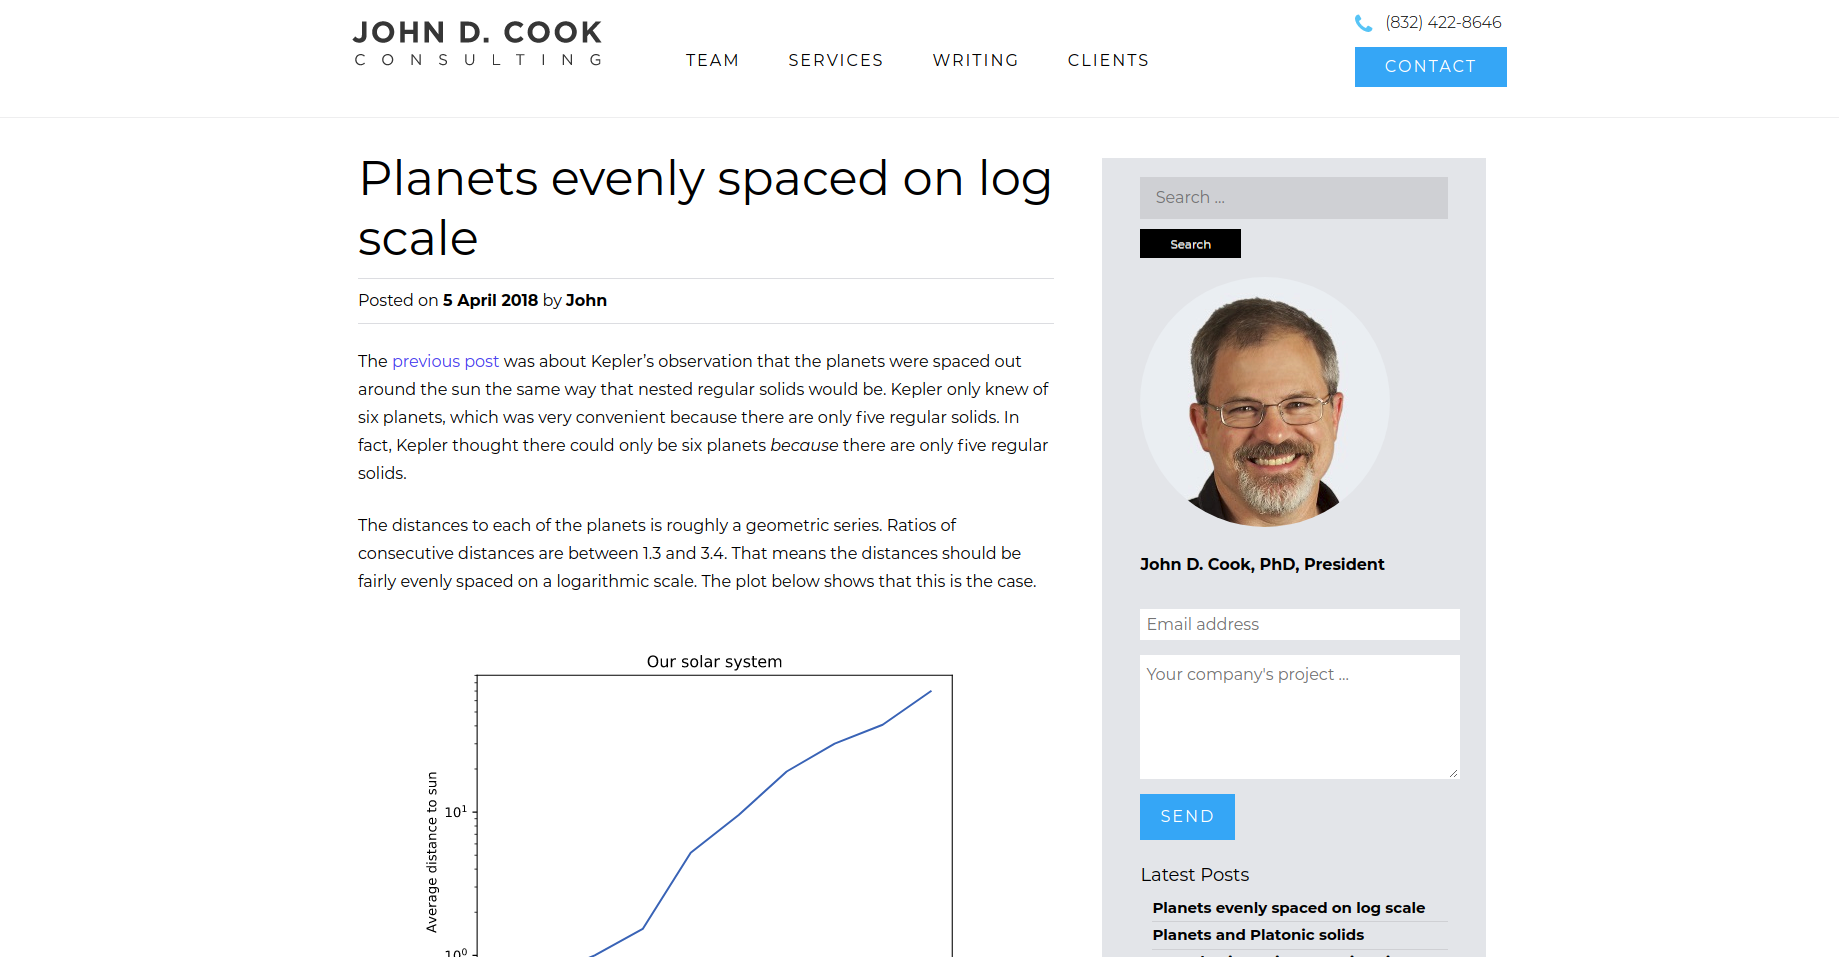 JOHN D. COOK
CONSULTING
TEAM SERVICES WRITING CLIENTS
(832) 422-8646
CONTACT
Planets evenly spaced on log
scale
Posted on 5 April 2018 by John
The previous post was about Kepler’s observation that the planets were spaced out
around the sun the same way that nested regular solids would be. Kepler only knew of
six planets, which was very convenient because there are only five regular solids. In
fact, Kepler thought there could only be six planets because there are only five regular
solids.
The distances to each of the planets is roughly a geometric series. Ratios of
consecutive distances are between 1.3 and 3.4. That means the distances should be
fairly evenly spaced on a logarithmic scale. The plot below shows that this is the case.
Our solar system
Average distance to sun
10¹
10⁰
Search ...
Search
John D. Cook, PhD, President
Email address
Your company's project ...
SEND
Latest Posts
Planets evenly spaced on log scale
Planets and Platonic solids